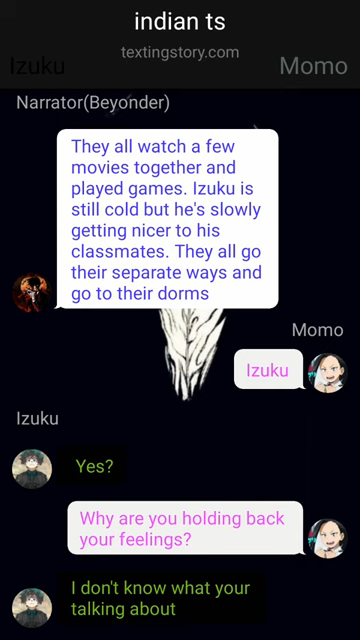 indian ts
textingstory.com
Izuku
Momo
Narrator(Beyonder)
They all watch a few
movies together and
played games. Izuku is
still cold but he's slowly
getting nicer to his
classmates. They all go
their separate ways and
go to their dorms
Momo
Izuku
Izuku
Yes?
Why are you holding back
your feelings?
I don't know what your
talking about